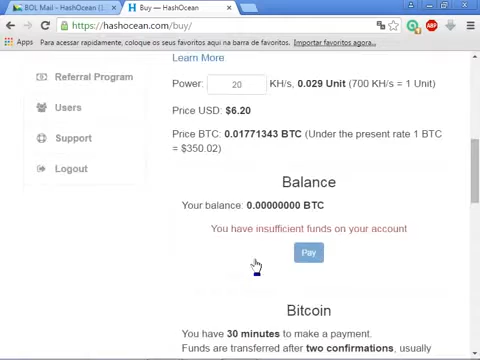 BOL Mail – HashOcean (
Buy — HashOcean
https://hashocean.com/buy/
Apps
Para acessar rapidamente, coloque os seus favoritos aqui na barra de favoritos.
Importar favoritos agora...
Learn More
Referral Program
Power: 20 KH/s, 0.029 Unit (700 KH/s = 1 Unit)
Users
Price USD: $6.20
Support
Price BTC: 0.01771343 BTC (Under the present rate 1 BTC
= $350.02)
Logout
Balance
Your balance: 0.00000000 BTC
You have insufficient funds on your account
Pay
Bitcoin
You have 30 minutes to make a payment.
Funds are transferred after two confirmations, usually